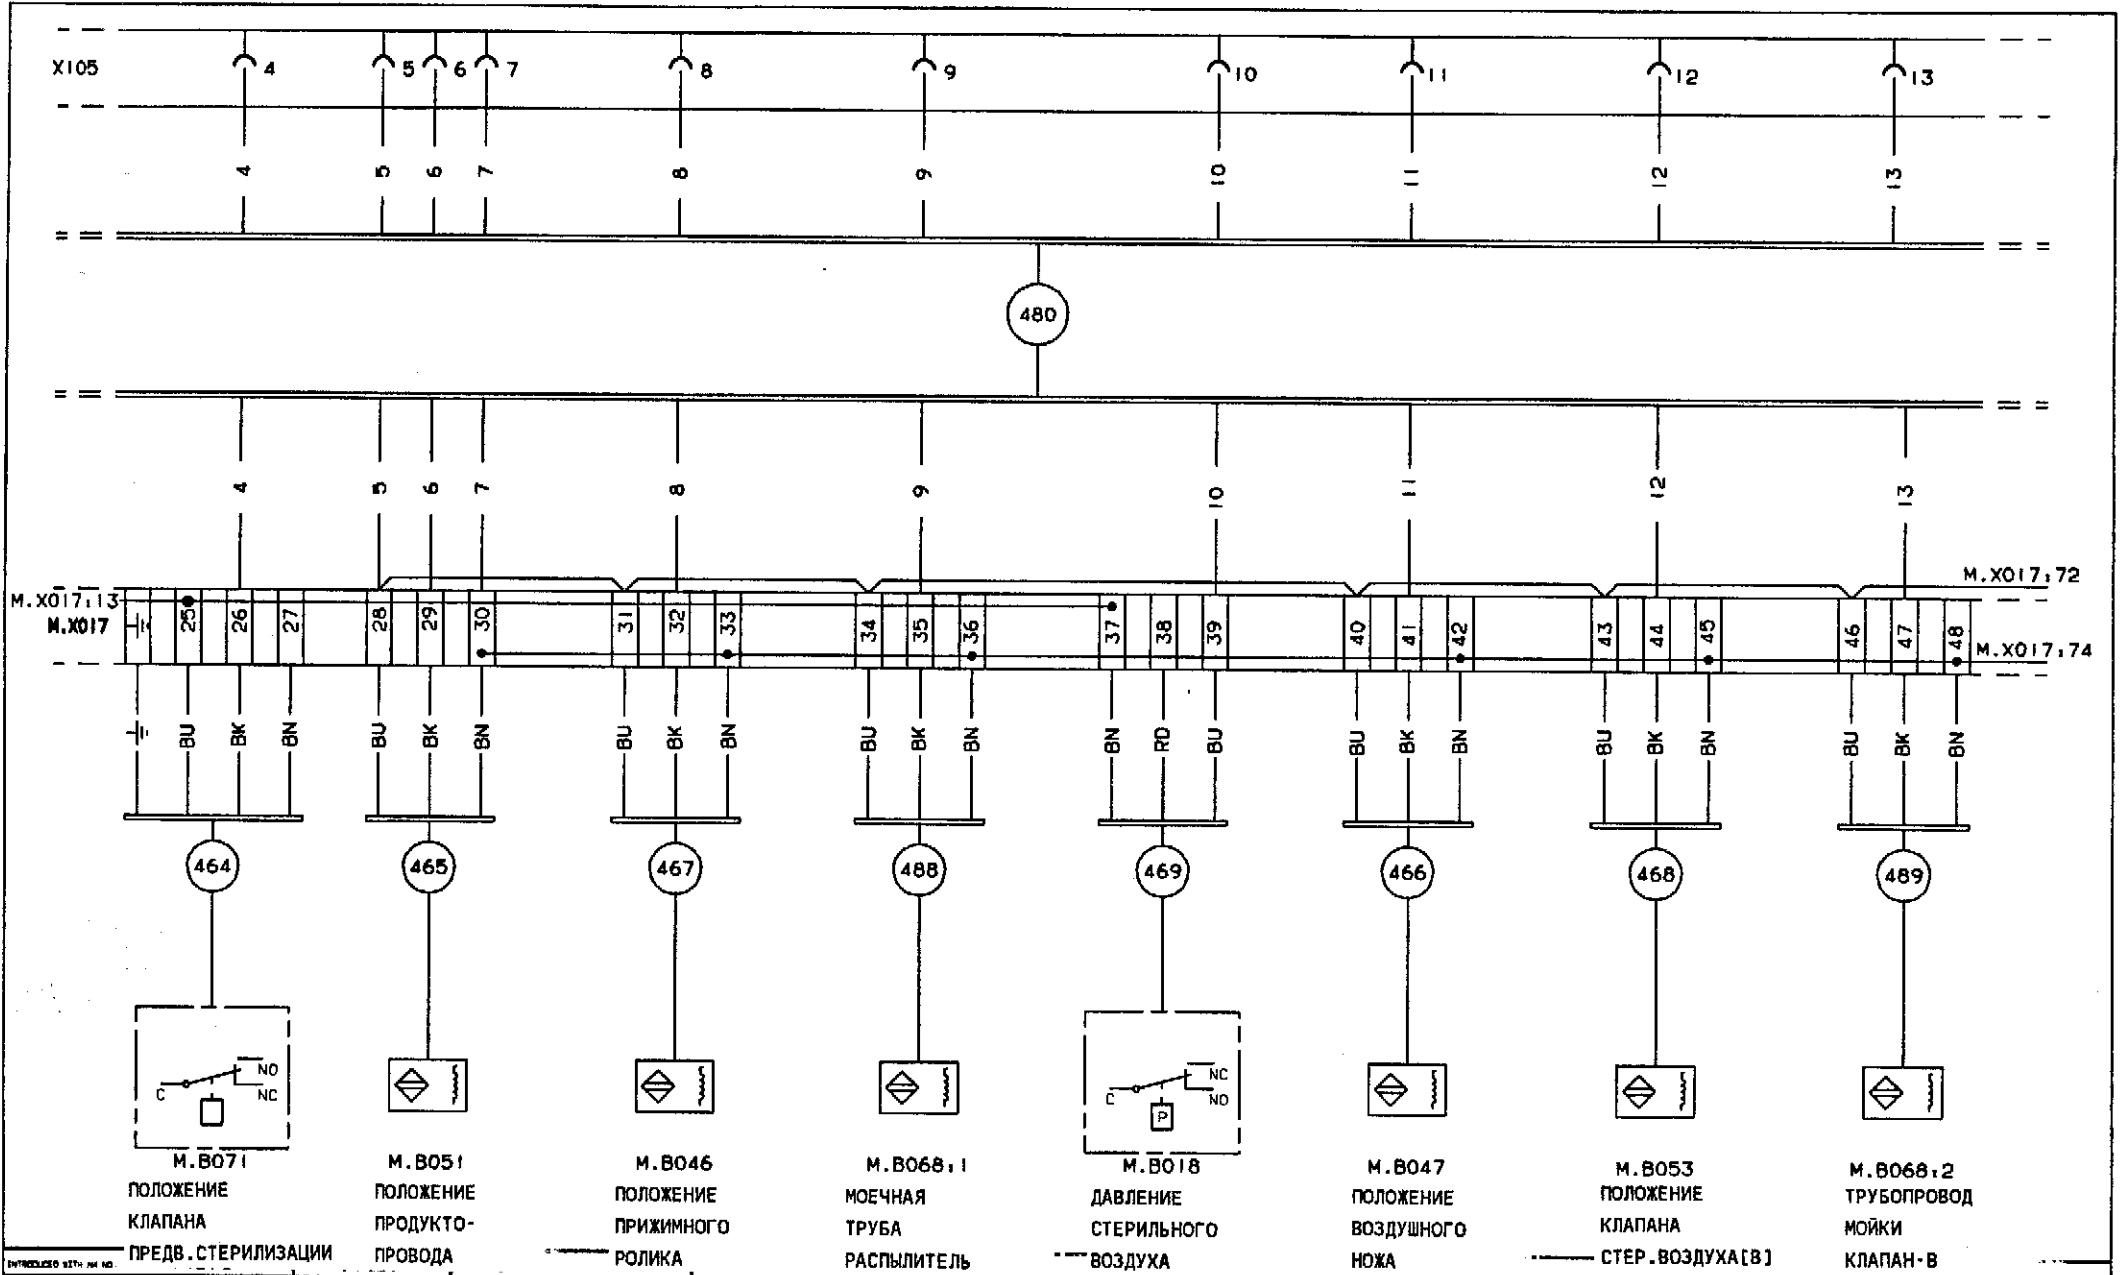 X105
4 5 6 7 8 9 10 11 12 13
4 5 6 7 8 9 10 11 12 13
480
4 5 6 7 8 9 10 11 12 13
M.X017:72
M.X017:13
M.X017
25 26 27 28 29 30 31 32 33 34 35 36 37 38 39 40 41 42 43 44 45 46 47 48
M.X017:74
BU BK BN BU BK BN BU BK BN BU BK BN BN RD BU BU BK BN BU BK BN BU BK BN
464 465 467 488 469 466 468 489
C NO NC
C NC NO P
M.B071
ПОЛОЖЕНИЕ
КЛАПАНА
ПРЕДВ.СТЕРИЛИЗАЦИИ
M.B051
ПОЛОЖЕНИЕ
ПРОДУКТО-
ПРОВОДА
M.B046
ПОЛОЖЕНИЕ
ПРИЖИМНОГО
РОЛИКА
M.B068:1
МОЕЧНАЯ
ТРУБА
РАСПЫЛИТЕЛЬ
M.B018
ДАВЛЕНИЕ
СТЕРИЛЬНОГО
ВОЗДУХА
M.B047
ПОЛОЖЕНИЕ
ВОЗДУШНОГО
НОЖА
M.B053
ПОЛОЖЕНИЕ
КЛАПАНА
СТЕР.ВОЗДУХА[В]
M.B068:2
ТРУБОПРОВОД
МОЙКИ
КЛАПАН-В
INTRODUCED WITH NM NO.